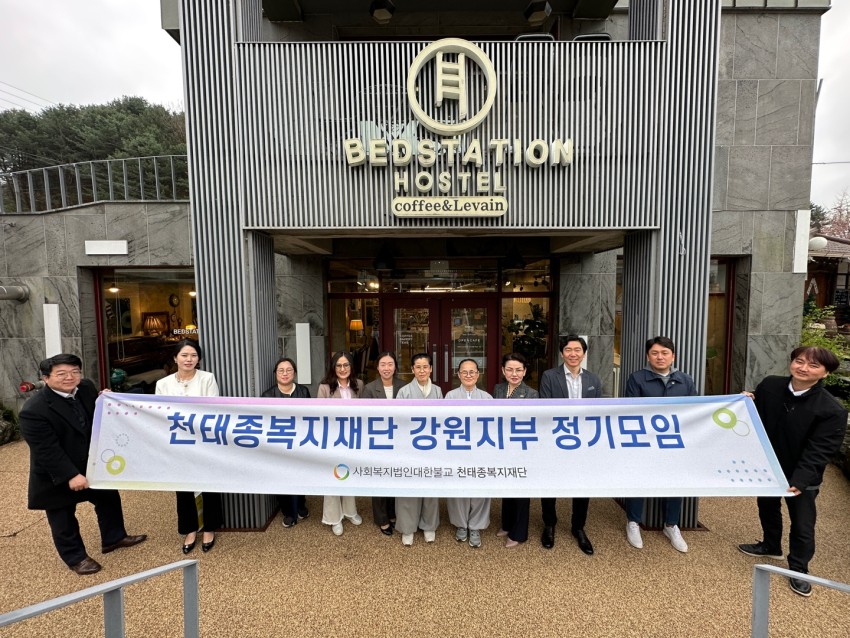 BEDSTATION
HOSTEL
coffee&Levain
BEDSTATI
천태종복지재단 강원지부 정기모임
사회복지법인대한불교 천태종복지재단